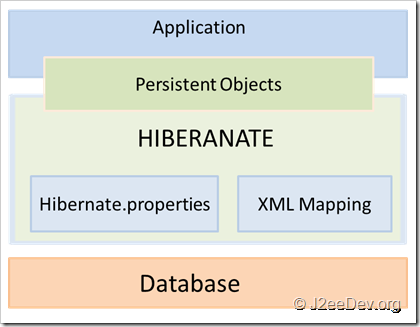 Application
Persistent Objects
HIBERANATE
Hibernate.properties
XML Mapping
Database
© J2eeDev.org